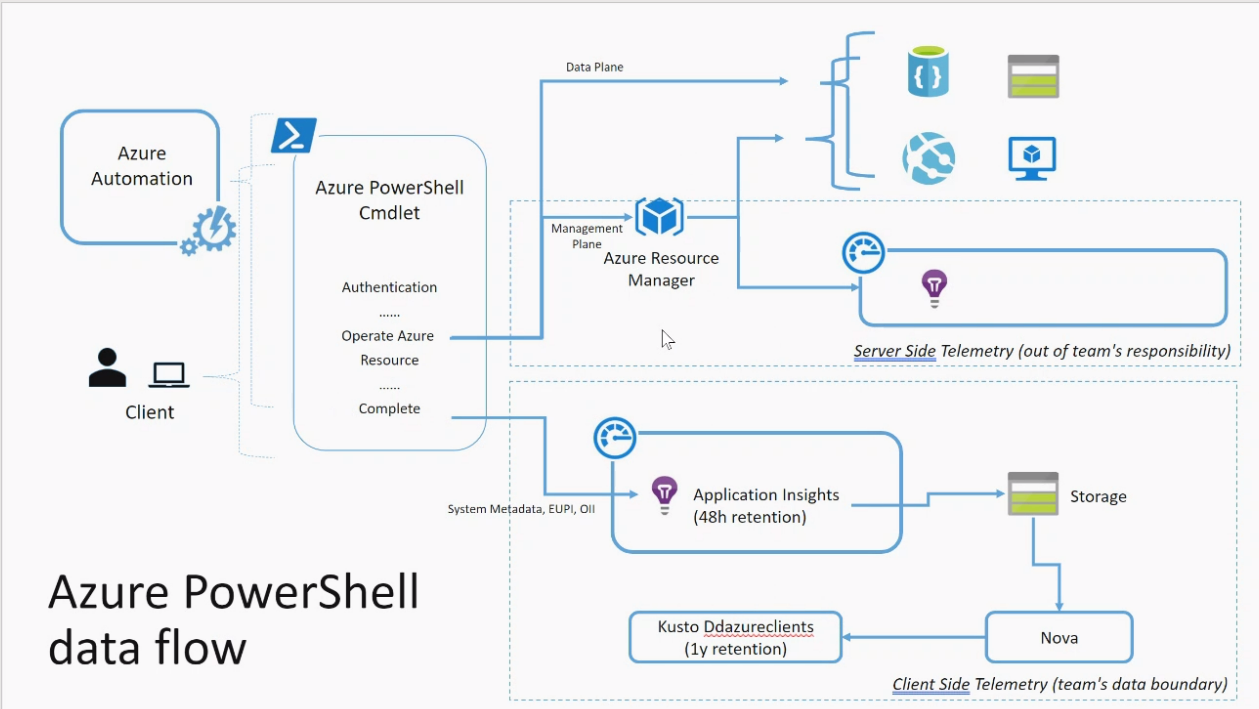 Data Plane
Azure
Automation
Azure PowerShell
Cmdlet
Authentication
......
Operate Azure
Resource
......
Complete
Client
Management
Plane
Azure Resource
Manager
Server Side Telemetry (out of team's responsibility)
System Metadata, EUPI, OII
Application Insights
(48h retention)
Storage
Nova
Kusto Ddazureclients
(1y retention)
Client Side Telemetry (team's data boundary)
Azure PowerShell
data flow